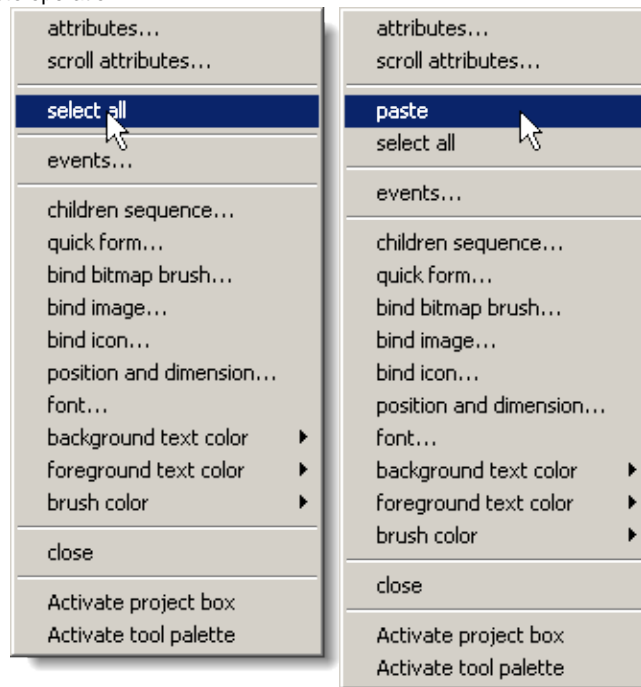 attributes...
scroll attributes...
select all
events...
children sequence...
quick form...
bind bitmap brush...
bind image...
bind icon...
position and dimension...
font...
background text color
foreground text color
brush color
close
Activate project box
Activate tool palette
attributes...
scroll attributes...
paste
select all
events...
children sequence...
quick form...
bind bitmap brush...
bind image...
bind icon...
position and dimension...
font...
background text color
foreground text color
brush color
close
Activate project box
Activate tool palette